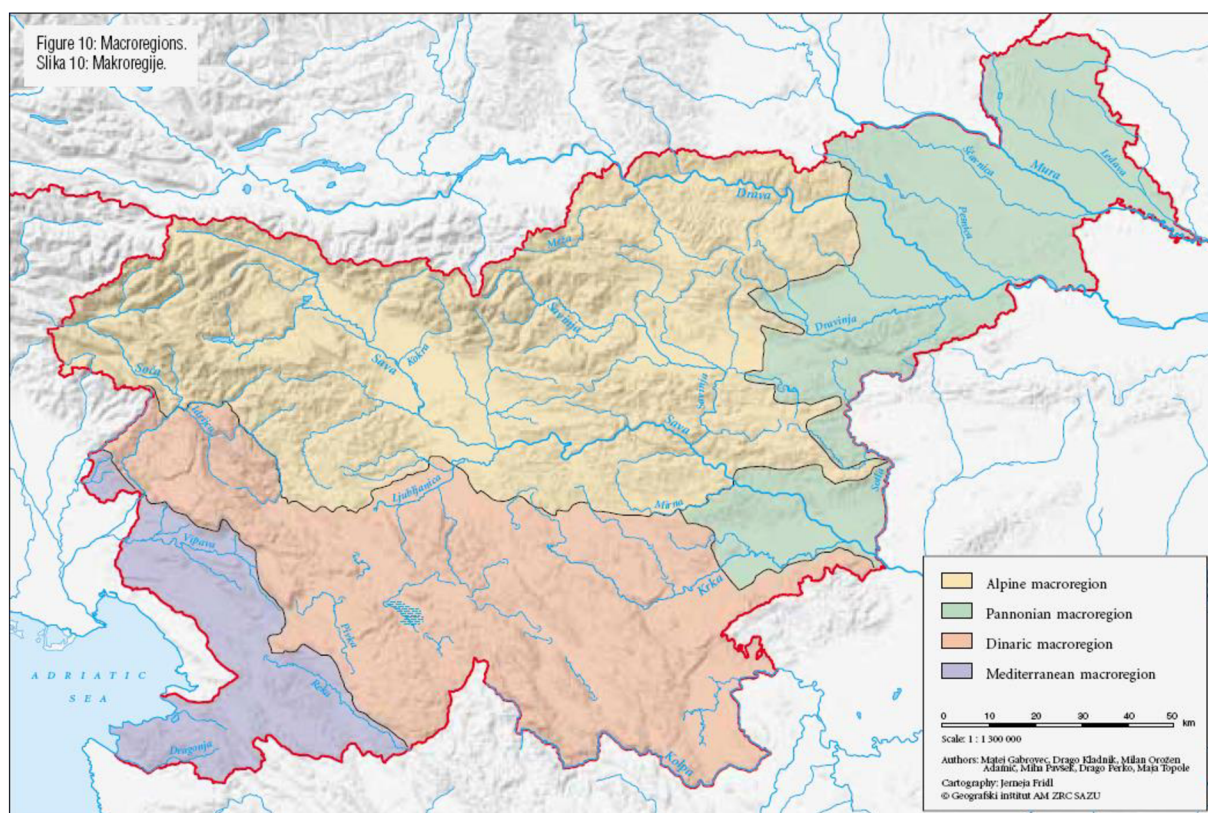 Figure 10: Macroregions.
Slika 10: Makroregije.
Ščavnica
Mura
Ledava
Drava
Pesnica
Meža
Dravinja
Savinja
Kokra
Sava
Soča
Savinja
Idrijca
Sava
Sotla
Ljubljanica
Mirna
Vipava
Krka
Pivka
Reka
ADRIATIC
SEA
Dragonja
Kolpa
Alpine macroregion
Pannonian macroregion
Dinaric macroregion
Mediterranean macroregion
0 10 20 30 40 50 km
Scale: 1 : 1 300 000
Authors: Matej Gabrovec, Drago Kladnik, Milan Orožen
Adamič, Miha Pavšek, Drago Perko, Maja Topole
Cartography: Jerneja Fridl
© Geografski inštitut AM ZRC SAZU